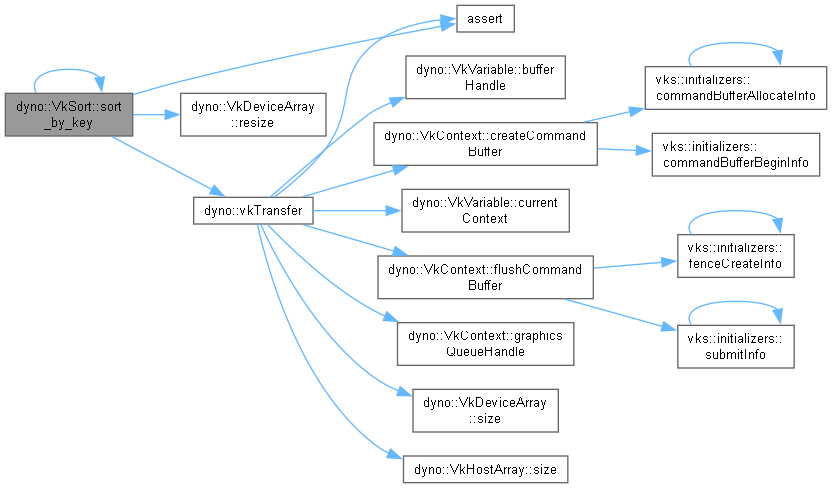 assert
dyno::VkVariable::buffer
Handle
vks::initializers::
commandBufferAllocateInfo
dyno::VkSort::sort
_by_key
dyno::VkDeviceArray
::resize
dyno::VkContext::createCommand
Buffer
vks::initializers::
commandBufferBeginInfo
dyno::vkTransfer
dyno::VkVariable::current
Context
dyno::VkContext::flushCommand
Buffer
vks::initializers::
fenceCreateInfo
dyno::VkContext::graphics
QueueHandle
vks::initializers::
submitInfo
dyno::VkDeviceArray
::size
dyno::VkHostArray::size